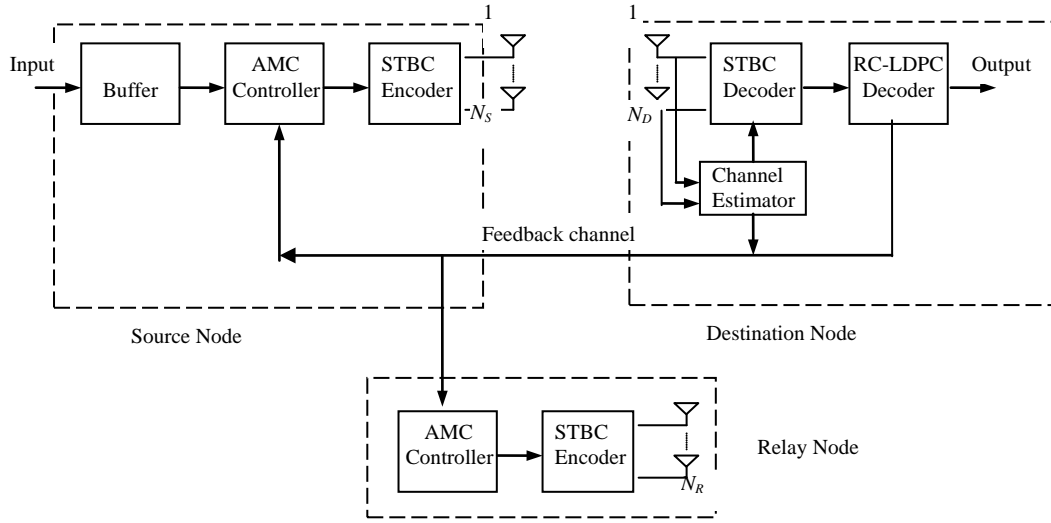 1
1
Input
Buffer
AMC
Controller
STBC
Encoder
N_S
N_D
STBC
Decoder
RC-LDPC
Decoder
Output
Channel
Estimator
Feedback channel
Source Node
Destination Node
AMC
Controller
STBC
Encoder
N_R
Relay Node